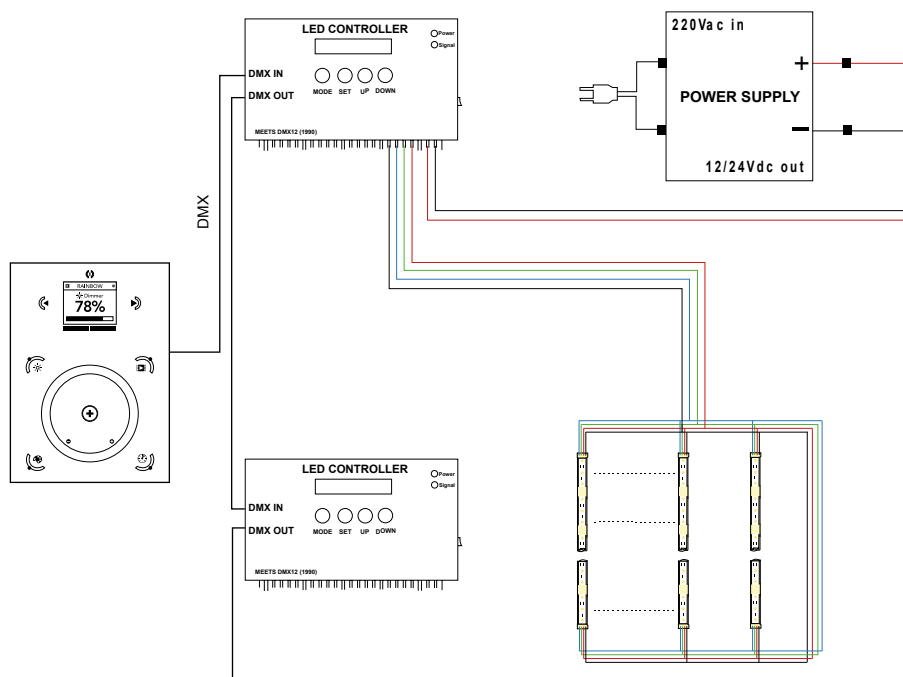 LED CONTROLLER
Power
Signal
DMX IN
DMX OUT
MODE SET UP DOWN
MEETS DMX12 (1990)
220Vac in
+
POWER SUPPLY
12/24Vdc out
DMX
RAINBOW
Dimmer
78%
LED CONTROLLER
Power
Signal
DMX IN
DMX OUT
MODE SET UP DOWN
MEETS DMX12 (1990)